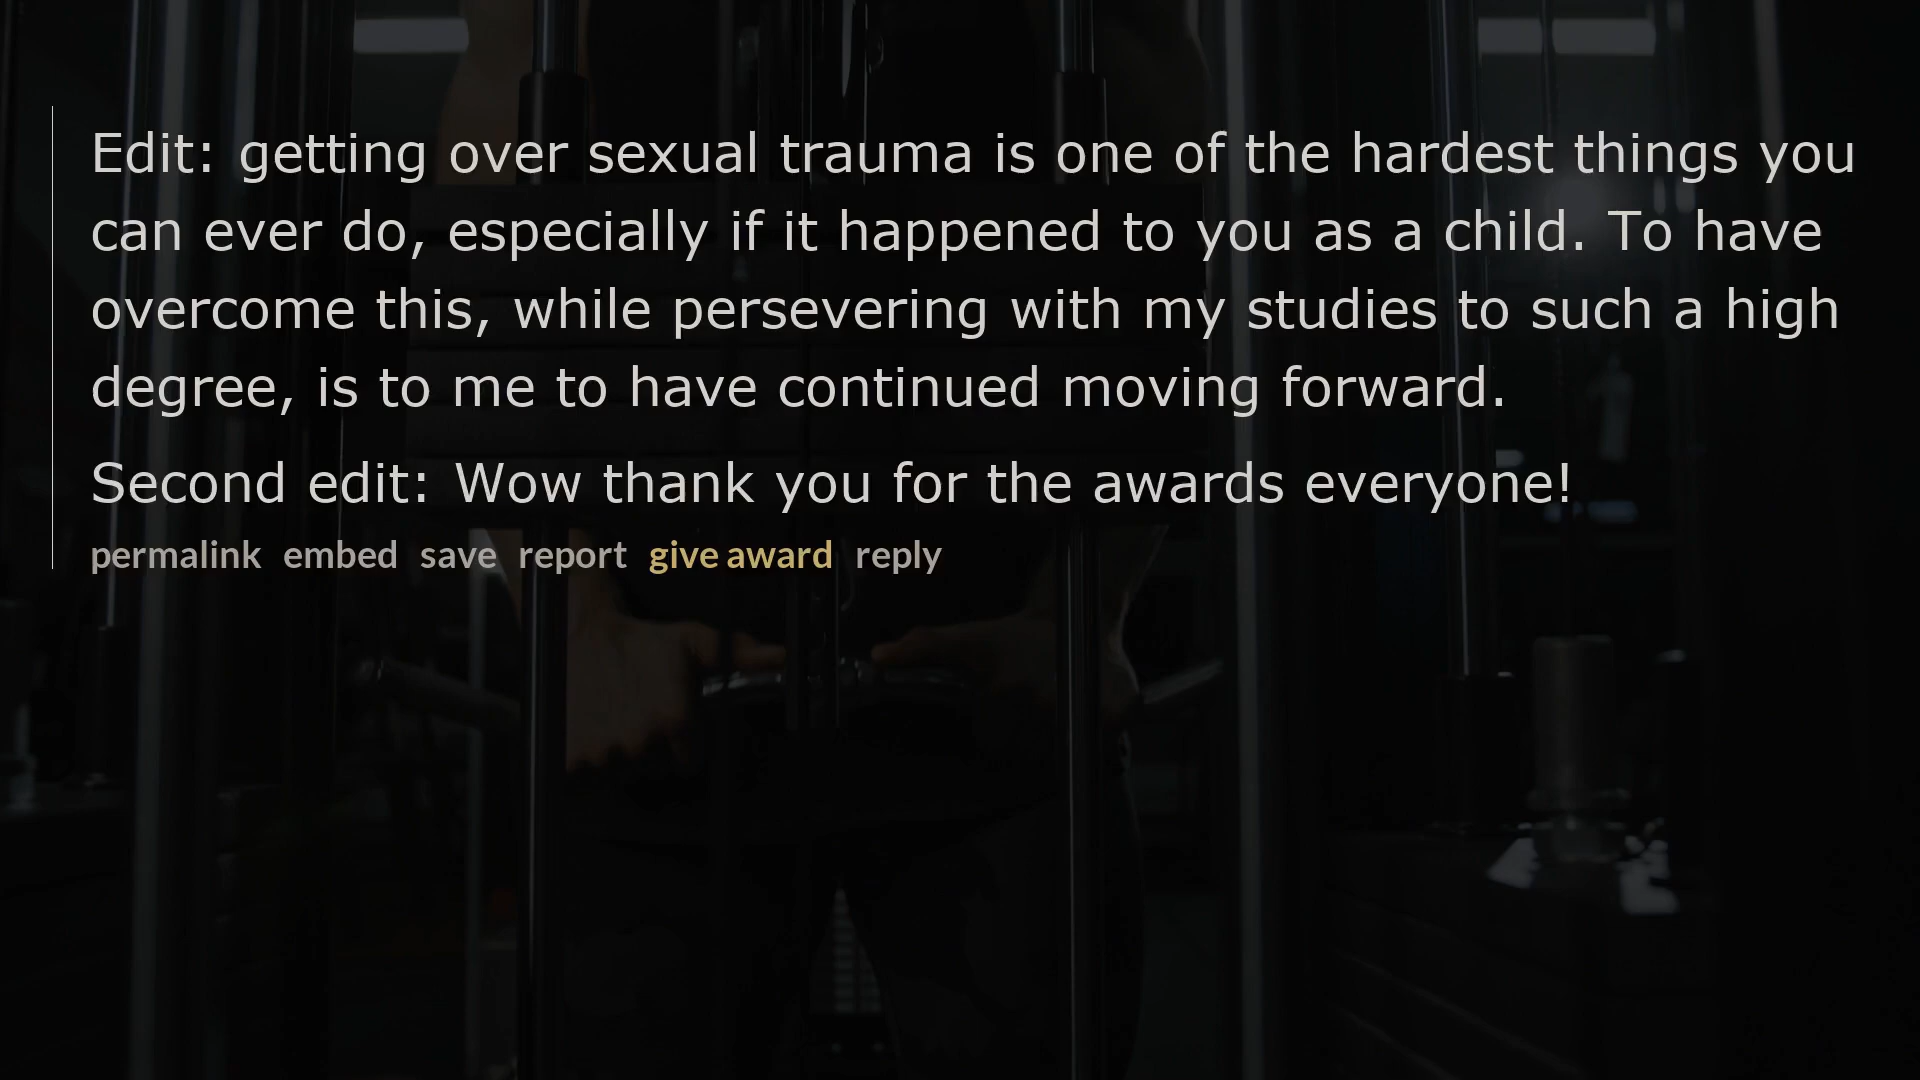 Edit: getting over sexual trauma is one of the hardest things you
can ever do, especially if it happened to you as a child. To have
overcome this, while persevering with my studies to such a high
degree, is to me to have continued moving forward.
Second edit: Wow thank you for the awards everyone!
permalink embed save report give award reply